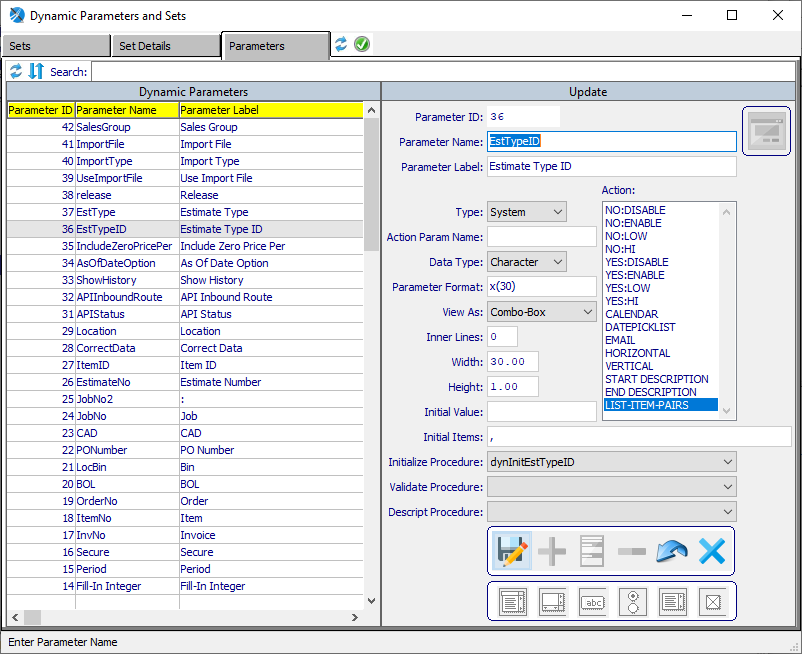 Dynamic Parameters and Sets
Sets
Set Details
Parameters
Search:
Dynamic Parameters
Parameter ID Parameter Name Parameter Label
42 SalesGroup Sales Group
41 ImportFile Import File
40 ImportType Import Type
39 UseImportFile Use Import File
38 release Release
37 EstType Estimate Type
36 EstTypeID Estimate Type ID
35 IncludeZeroPricePer Include Zero Price Per
34 AsOfDateOption As Of Date Option
33 ShowHistory Show History
32 APIInboundRoute API Inbound Route
31 APIStatus API Status
29 Location Location
28 CorrectData Correct Data
27 ItemID Item ID
26 EstimateNo Estimate Number
25 JobNo2 :
24 JobNo Job
23 CAD CAD
22 PONumber PO Number
21 LocBin Bin
20 BOL BOL
19 OrderNo Order
18 ItemNo Item
17 InvNo Invoice
16 Secure Secure
15 Period Period
14 Fill-In Integer Fill-In Integer
Update
Parameter ID: 36
Parameter Name: EstTypeID
Parameter Label: Estimate Type ID
Action:
Type: System
Action Param Name:
Data Type: Character
Parameter Format: x(30)
View As: Combo-Box
Inner Lines: 0
Width: 30.00
Height: 1.00
Initial Value:
NO:DISABLE
NO:ENABLE
NO:LOW
NO:HI
YES:DISABLE
YES:ENABLE
YES:LOW
YES:HI
CALENDAR
DATEPICKLIST
EMAIL
HORIZONTAL
VERTICAL
START DESCRIPTION
END DESCRIPTION
LIST-ITEM-PAIRS
Initial Items: ,
Initialize Procedure: dynInitEstTypeID
Validate Procedure:
Descript Procedure:
abc
Enter Parameter Name